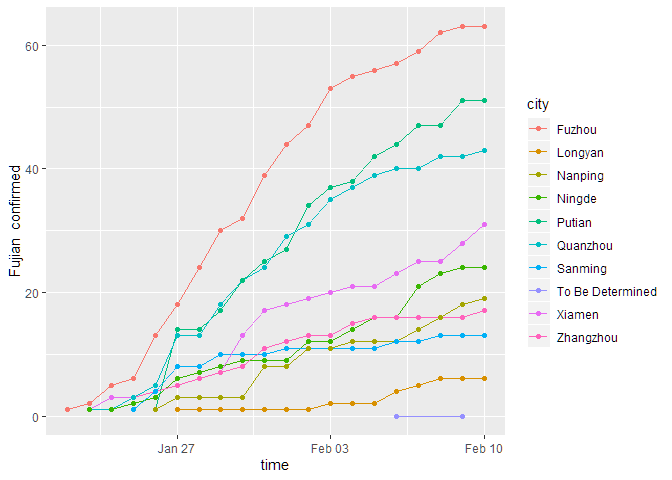 60
40
20
0
Fujian confirmed
Jan 27
Feb 03
Feb 10
time
city
Fuzhou
Longyan
Nanping
Ningde
Putian
Quanzhou
Sanming
To Be Determined
Xiamen
Zhangzhou